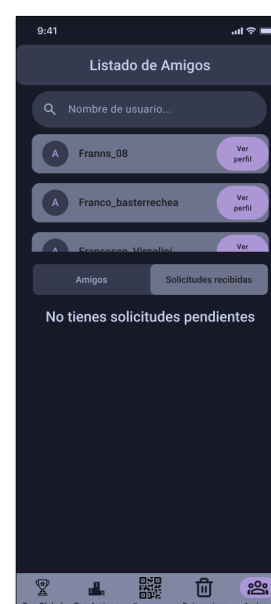 9:41
Listado de Amigos
Nombre de usuario...
A
Franns_08
Ver
perfil
A
Franco_basterrechea
Ver
perfil
A
Francesco_Virgolini
Ver
Amigos
Solicitudes recibidas
No tienes solicitudes pendientes